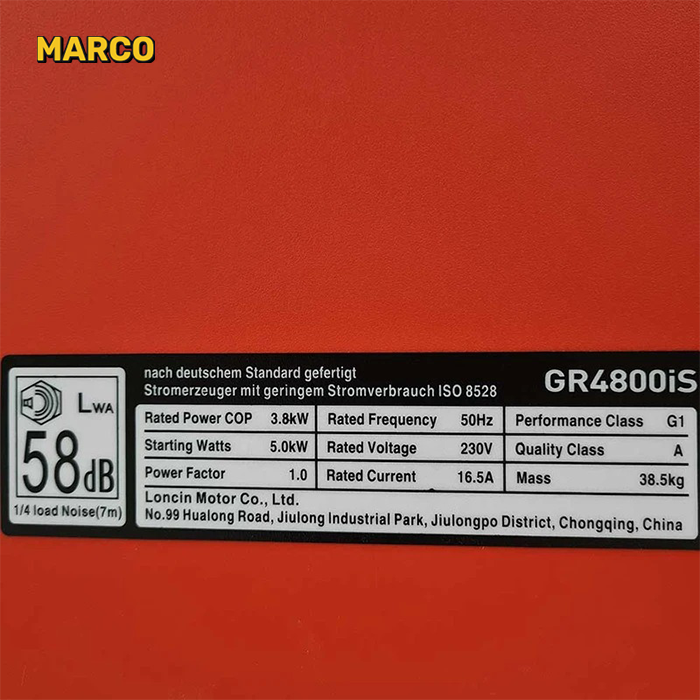 MARCO
nach deutschem Standard gefertigt
Stromerzeuger mit geringem Stromverbrauch ISO 8528
GR4800iS
LWA
58dB
1/4 load Noise(7m)
Rated Power COP 3.8kW Rated Frequency 50Hz Performance Class G1
Starting Watts 5.0kW Rated Voltage 230V Quality Class A
Power Factor 1.0 Rated Current 16.5A Mass 38.5kg
Loncin Motor Co., Ltd.
No.99 Hualong Road, Jiulong Industrial Park, Jiulongpo District, Chongqing, China